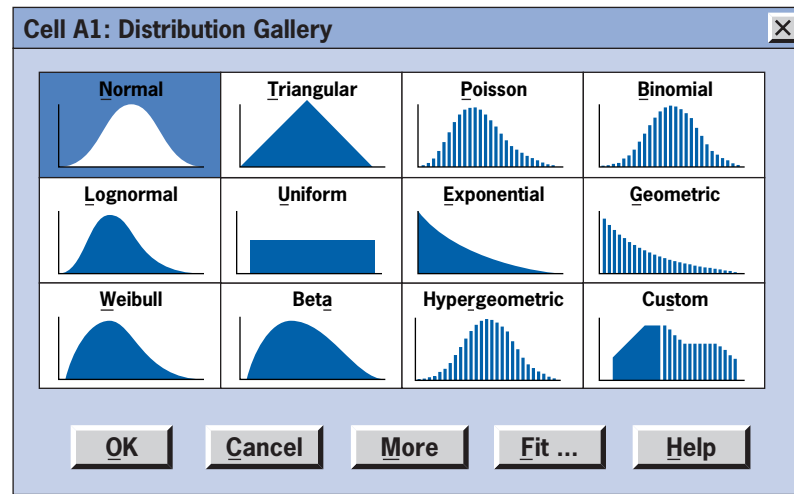 Cell A1: Distribution Gallery
Normal
Triangular
Poisson
Binomial
Lognormal
Uniform
Exponential
Geometric
Weibull
Beta
Hypergeometric
Custom
OK
Cancel
More
Fit ...
Help